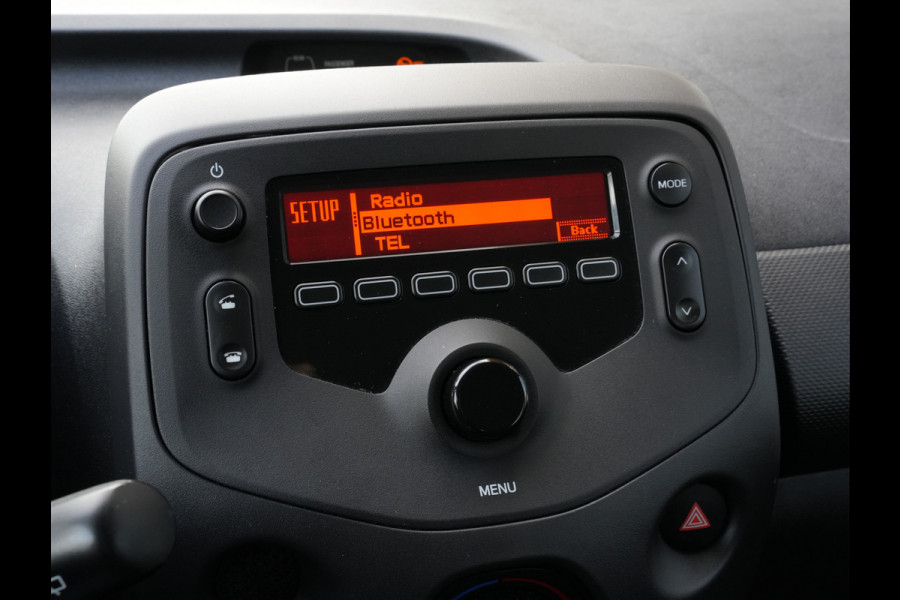 SETUP
Radio
Bluetooth
TEL
Back
MODE
MENU